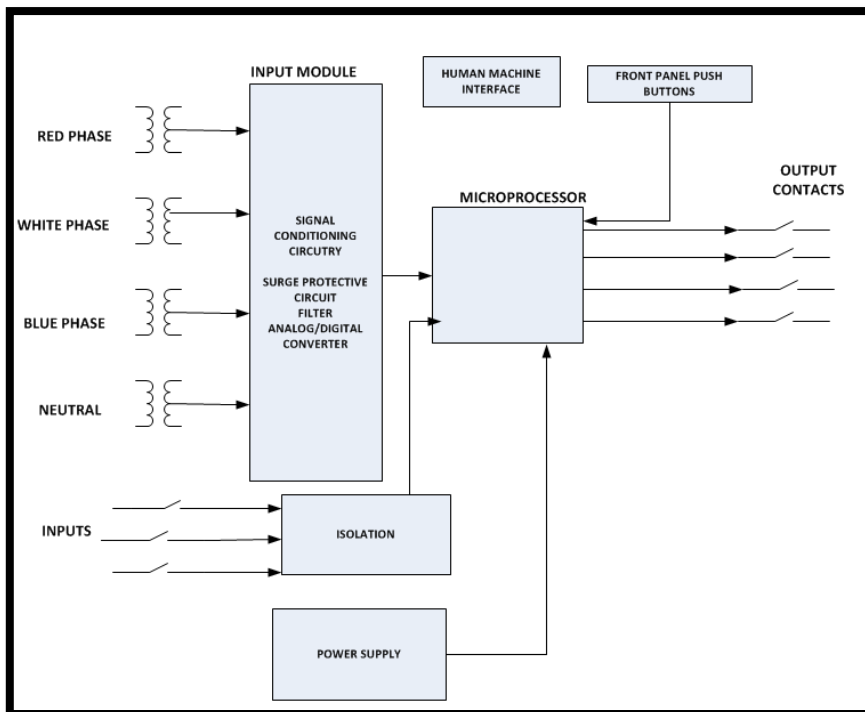 INPUT MODULE
HUMAN MACHINE
INTERFACE
FRONT PANEL PUSH
BUTTONS
RED PHASE
WHITE PHASE
BLUE PHASE
NEUTRAL
SIGNAL
CONDITIONING
CIRCUTRY
SURGE PROTECTIVE
CIRCUIT
FILTER
ANALOG/DIGITAL
CONVERTER
MICROPROCESSOR
OUTPUT
CONTACTS
INPUTS
ISOLATION
POWER SUPPLY